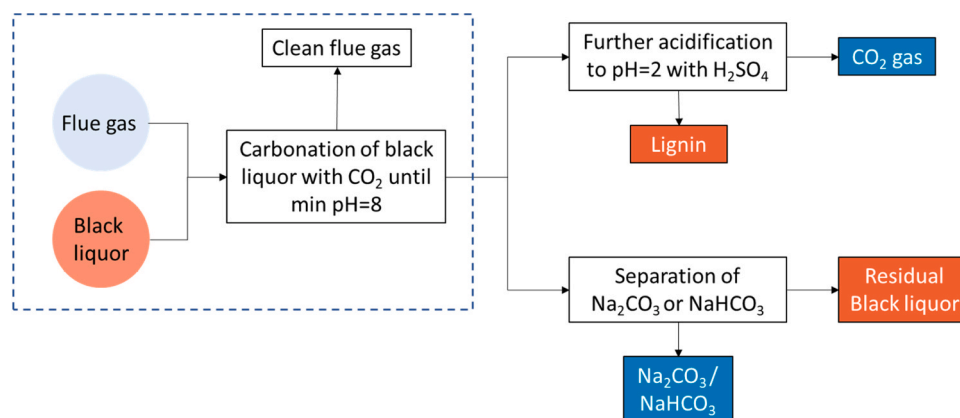 Clean flue gas
Flue gas
Black
liquor
Carbonation of black
liquor with CO₂ until
min pH=8
Further acidification
to pH=2 with H₂SO₄
CO₂ gas
Lignin
Separation of
Na₂CO₃ or NaHCO₃
Residual
Black liquor
Na₂CO₃/
NaHCO₃